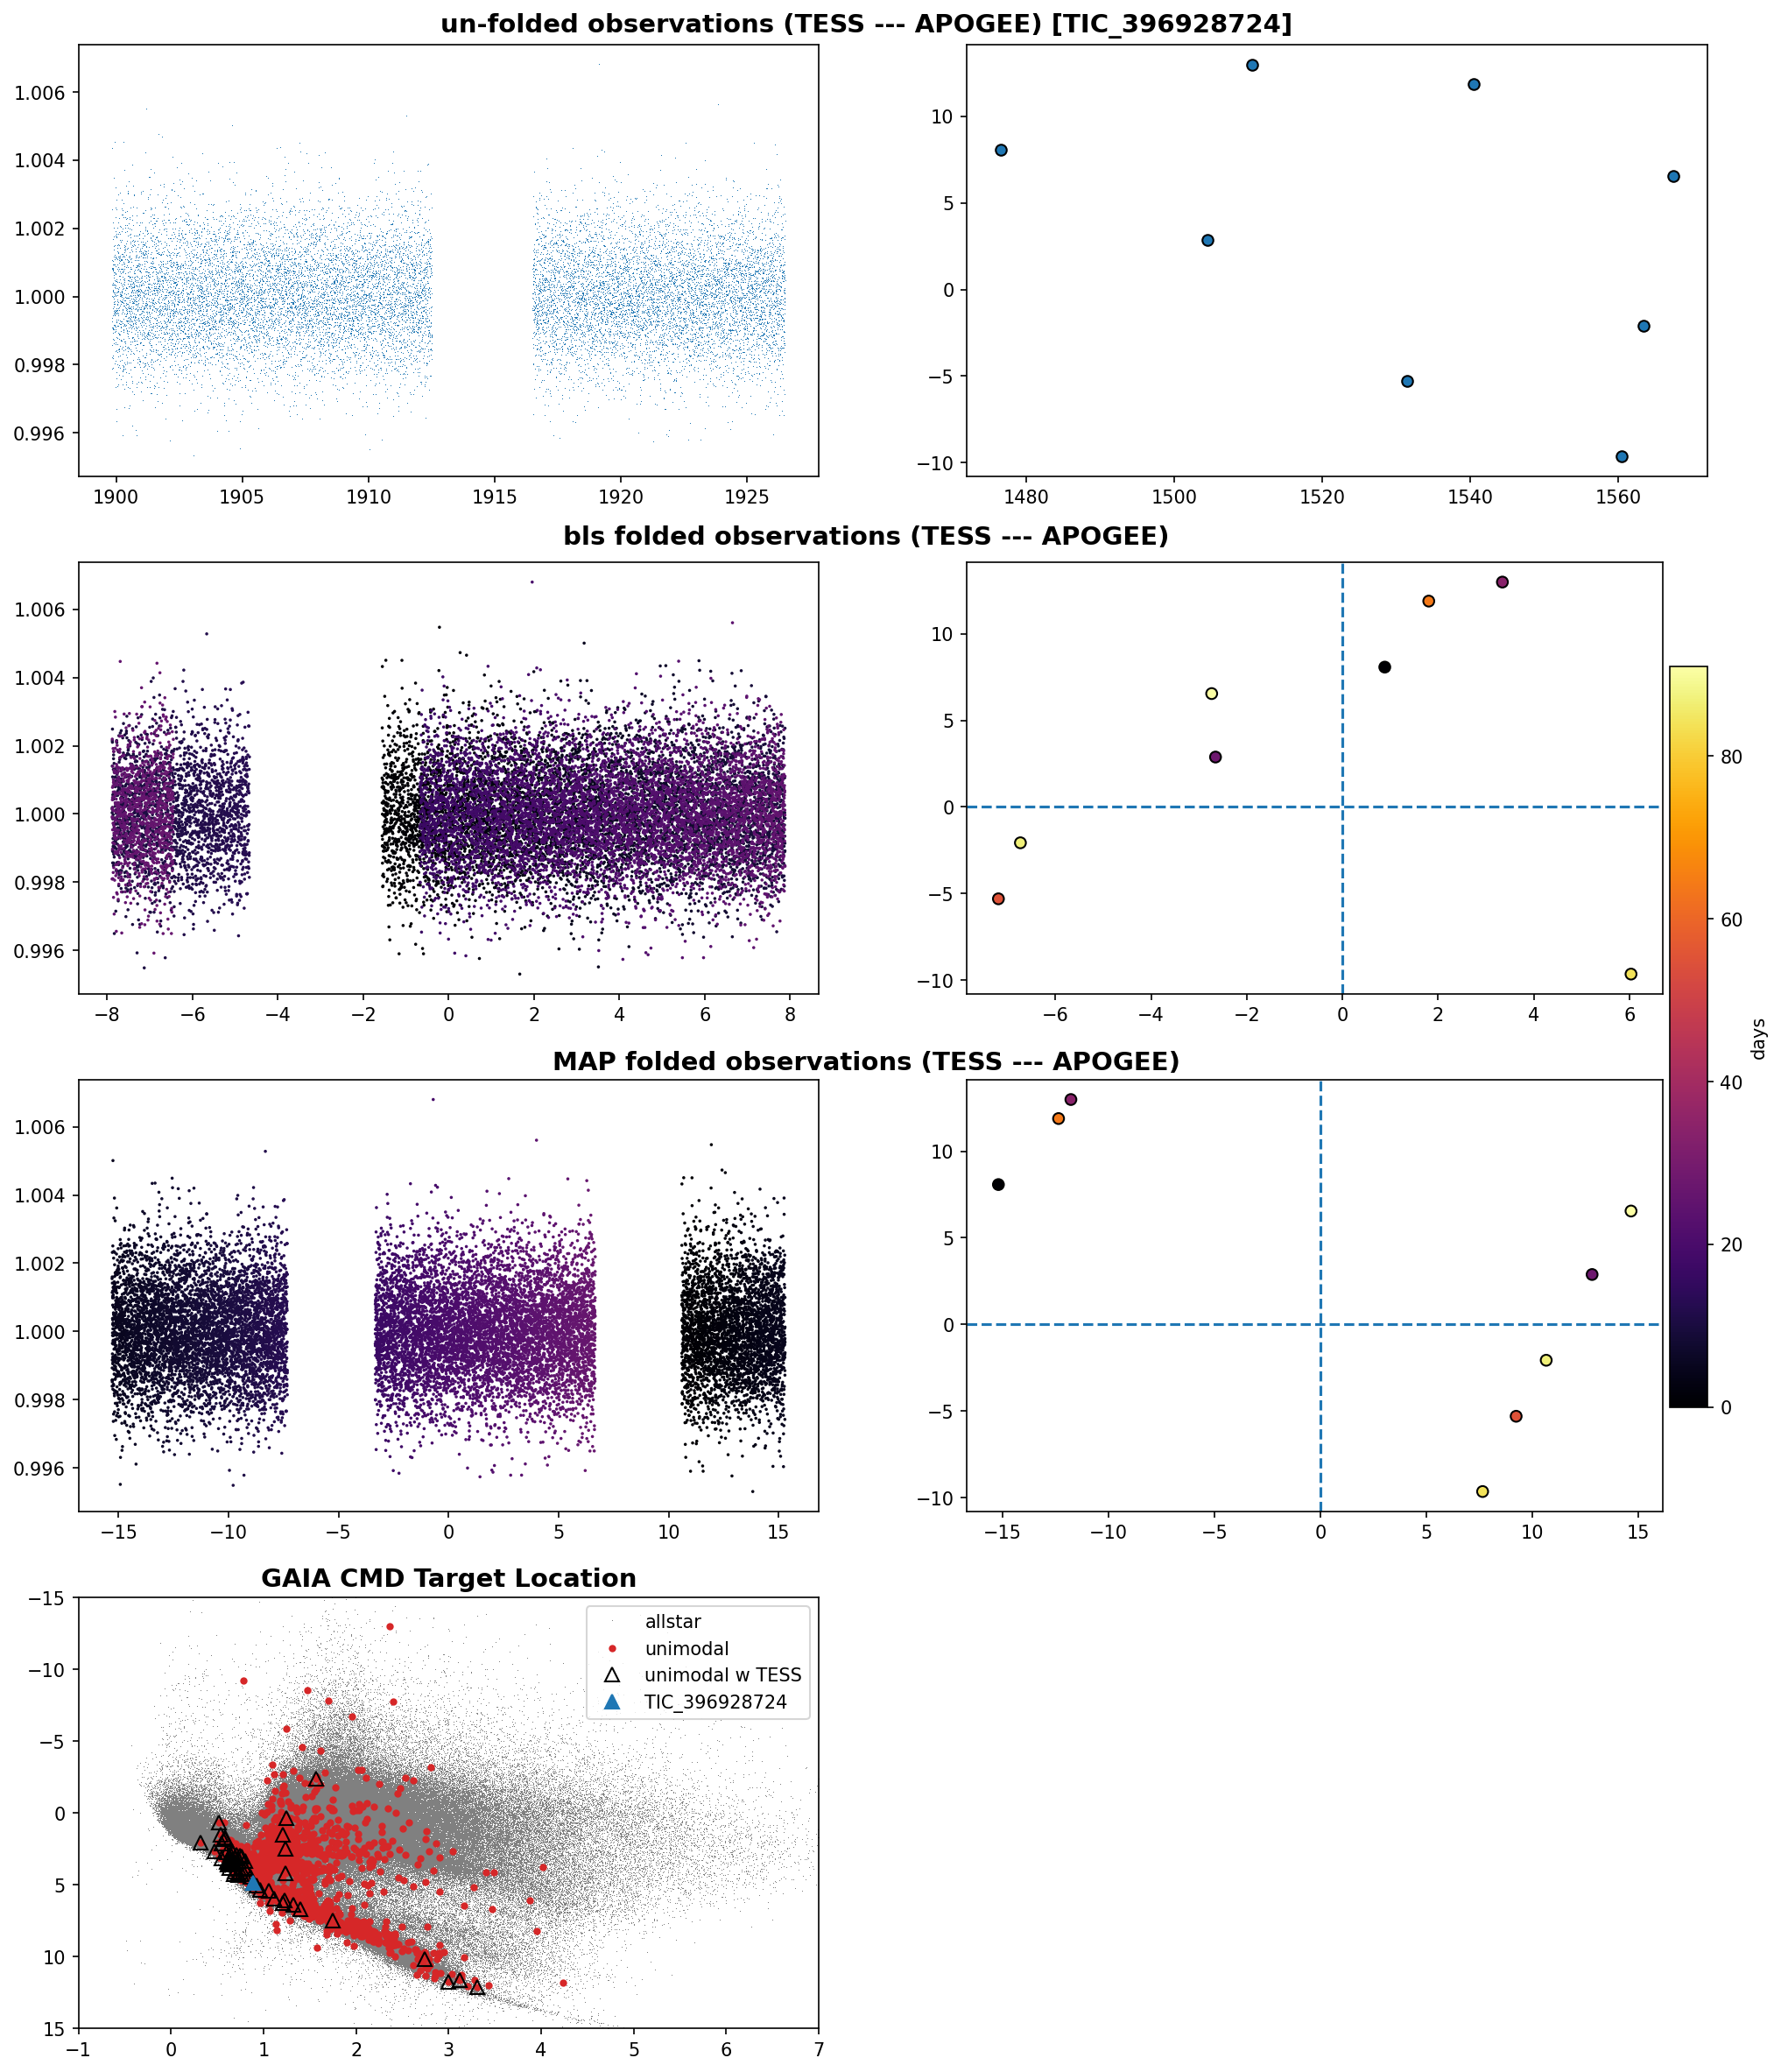 un-folded observations (TESS --- APOGEE) [TIC_396928724]
1.006
1.004
1.002
1.000
0.998
0.996
1900 1905 1910 1915 1920 1925
10
5
0
−5
−10
1480 1500 1520 1540 1560
bls folded observations (TESS --- APOGEE)
1.006
1.004
1.002
1.000
0.998
0.996
−8 −6 −4 −2 0 2 4 6 8
10
5
0
−5
−10
−6 −4 −2 0 2 4 6
MAP folded observations (TESS --- APOGEE)
1.006
1.004
1.002
1.000
0.998
0.996
−15 −10 −5 0 5 10 15
10
5
0
−5
−10
−15 −10 −5 0 5 10 15
80
60
40
20
0
days
GAIA CMD Target Location
−15
−10
−5
0
5
10
15
−1 0 1 2 3 4 5 6 7
allstar
unimodal
unimodal w TESS
TIC_396928724